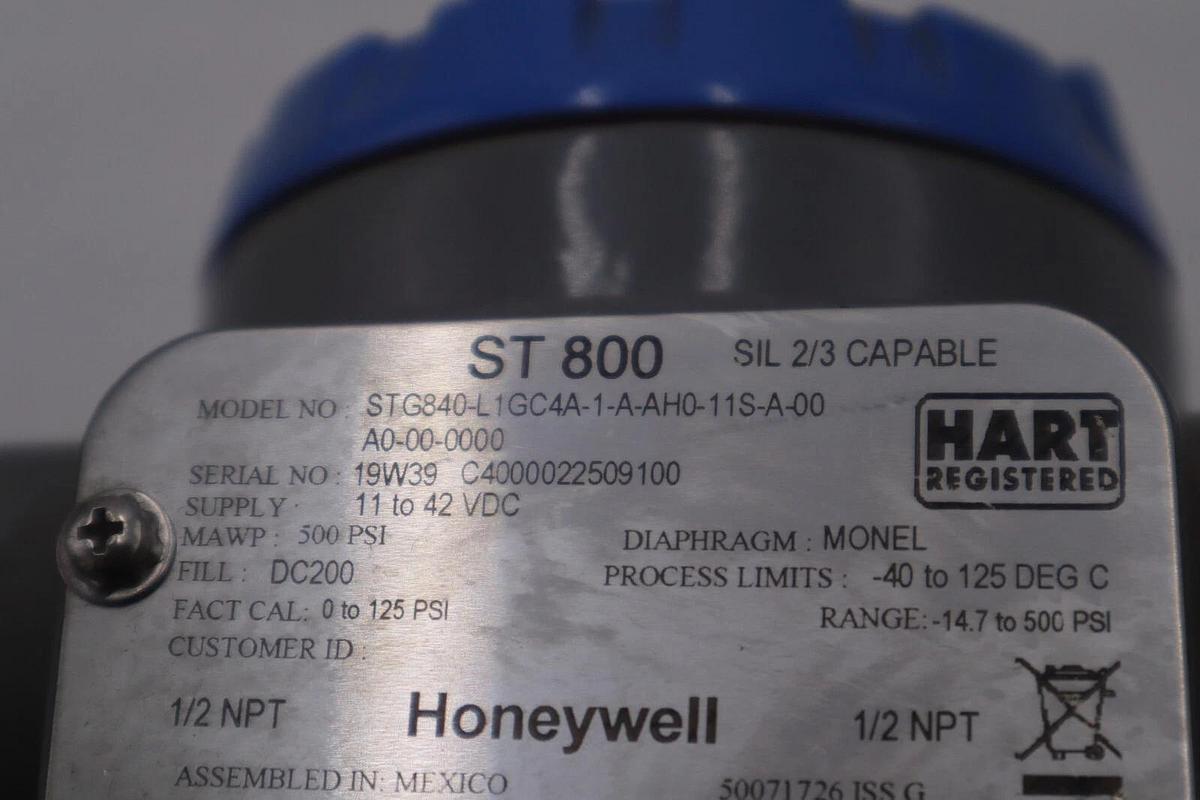 ST 800 SIL 2/3 CAPABLE
MODEL NO : STG840-L1GC4A-1-A-AH0-11S-A-00
A0-00-0000
HART
REGISTERED
SERIAL NO : 19W39 C4000022509100
SUPPLY : 11 to 42 VDC
MAWP : 500 PSI
DIAPHRAGM : MONEL
FILL : DC200
PROCESS LIMITS : -40 to 125 DEG C
FACT CAL: 0 to 125 PSI
RANGE: -14.7 to 500 PSI
CUSTOMER ID :
1/2 NPT Honeywell 1/2 NPT
ASSEMBLED IN: MEXICO
50071726 ISS G